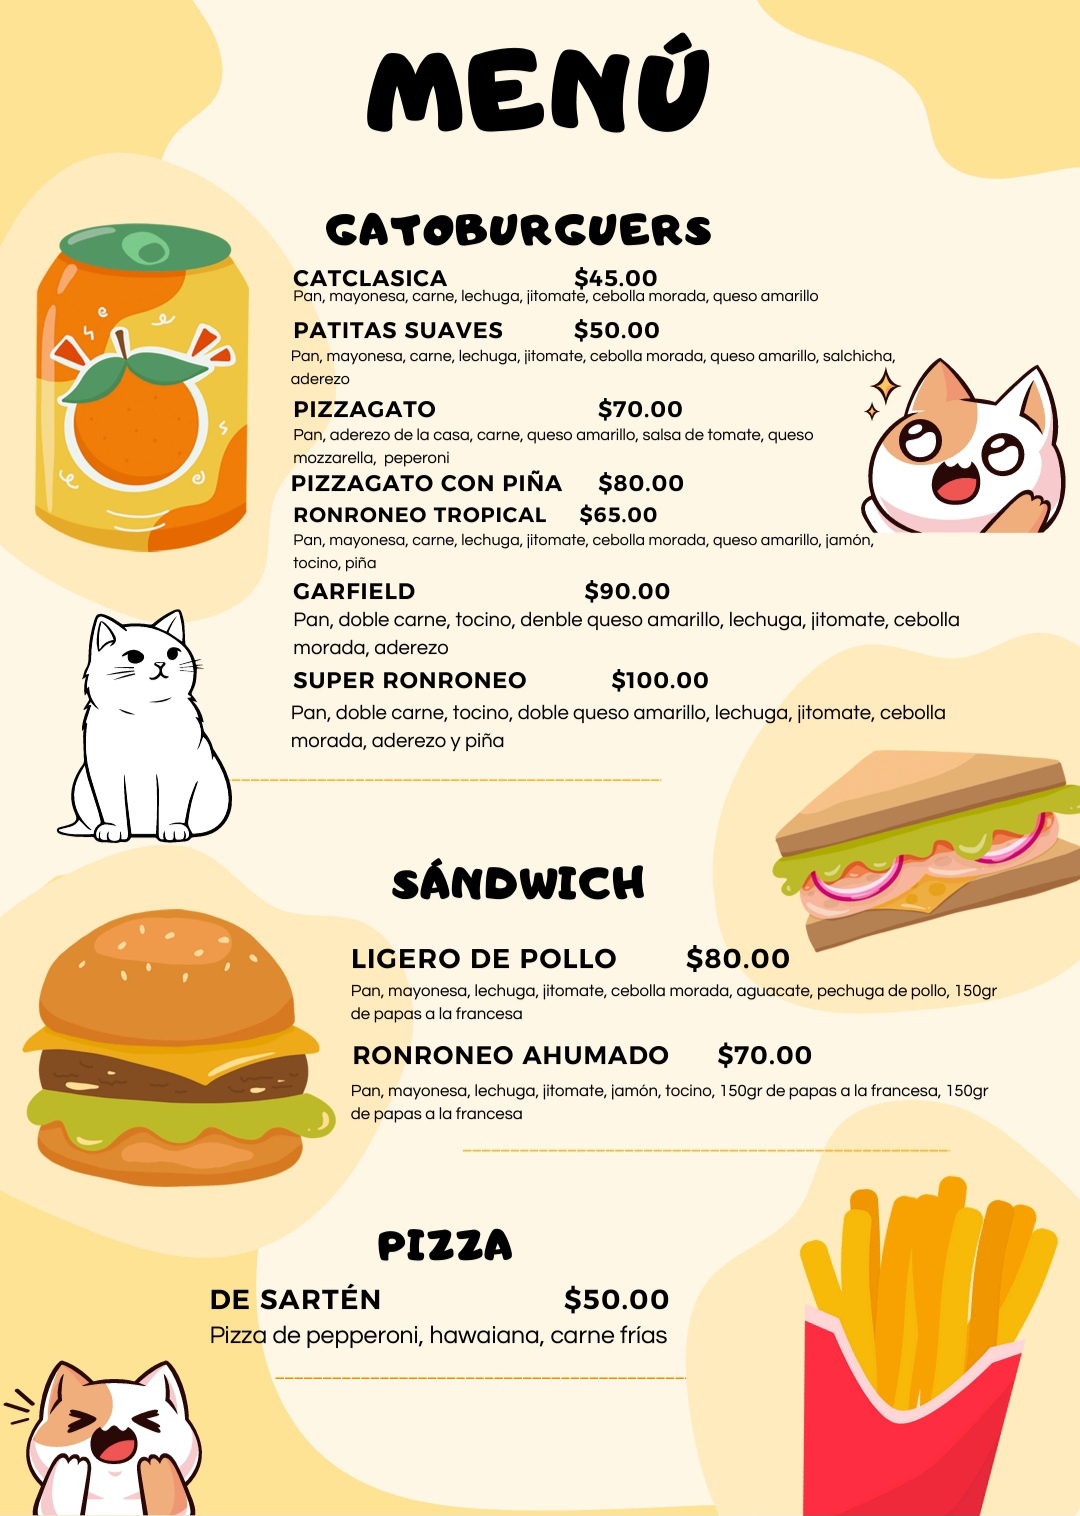 MENÚ
GATOBURGUERS
CATCLASICA $45.00
Pan, mayonesa, carne, lechuga, jitomate, cebolla morada, queso amarillo
PATITAS SUAVES $50.00
Pan, mayonesa, carne, lechuga, jitomate, cebolla morada, queso amarillo, salchicha,
aderezo
PIZZAGATO $70.00
Pan, aderezo de la casa, carne, queso amarillo, salsa de tomate, queso
mozzarella, peperoni
PIZZAGATO CON PIÑA $80.00
RONRONEO TROPICAL $65.00
Pan, mayonesa, carne, lechuga, jitomate, cebolla morada, queso amarillo, jamón,
tocino, piña
GARFIELD $90.00
Pan, doble carne, tocino, denble queso amarillo, lechuga, jitomate, cebolla
morada, aderezo
SUPER RONRONEO $100.00
Pan, doble carne, tocino, doble queso amarillo, lechuga, jitomate, cebolla
morada, aderezo y piña
SÁNDWICH
LIGERO DE POLLO $80.00
Pan, mayonesa, lechuga, jitomate, cebolla morada, aguacate, pechuga de pollo, 150gr
de papas a la francesa
RONRONEO AHUMADO $70.00
Pan, mayonesa, lechuga, jitomate, jamón, tocino, 150gr de papas a la francesa, 150gr
de papas a la francesa
PIZZA
DE SARTÉN $50.00
Pizza de pepperoni, hawaiana, carne frías